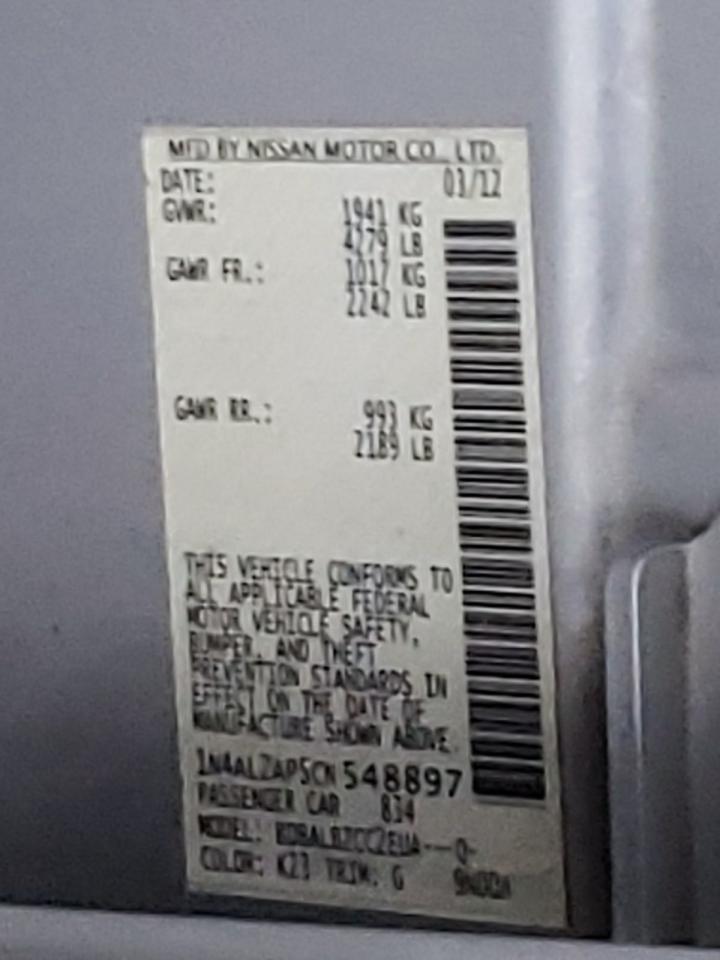 MFD BY NISSAN MOTOR CO., LTD.
DATE: 03/12
GVWR: 1941 KG
4279 LB
GAWR FR.: 1017 KG
2242 LB
GAWR RR.: 993 KG
2189 LB
THIS VEHICLE CONFORMS TO
ALL APPLICABLE FEDERAL
MOTOR VEHICLE SAFETY,
BUMPER, AND THEFT
PREVENTION STANDARDS IN
EFFECT ON THE DATE OF
MANUFACTURE SHOWN ABOVE.
1N4AL2AP5CN548897
PASSENGER CAR 834
MODEL:
COLOR: K23 TRIM: G